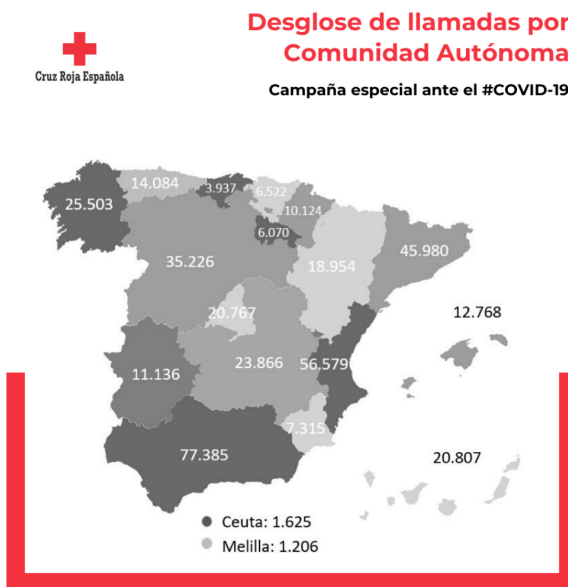 Desglose de llamadas por
Comunidad Autónoma
Cruz Roja Española
Campaña especial ante el #COVID-19
14.084
3.937
6.522
25.503
10.124
6.070
45.980
35.226
18.954
20.767
12.768
23.866
56.579
11.136
7.315
77.385
20.807
Ceuta: 1.625
Melilla: 1.206